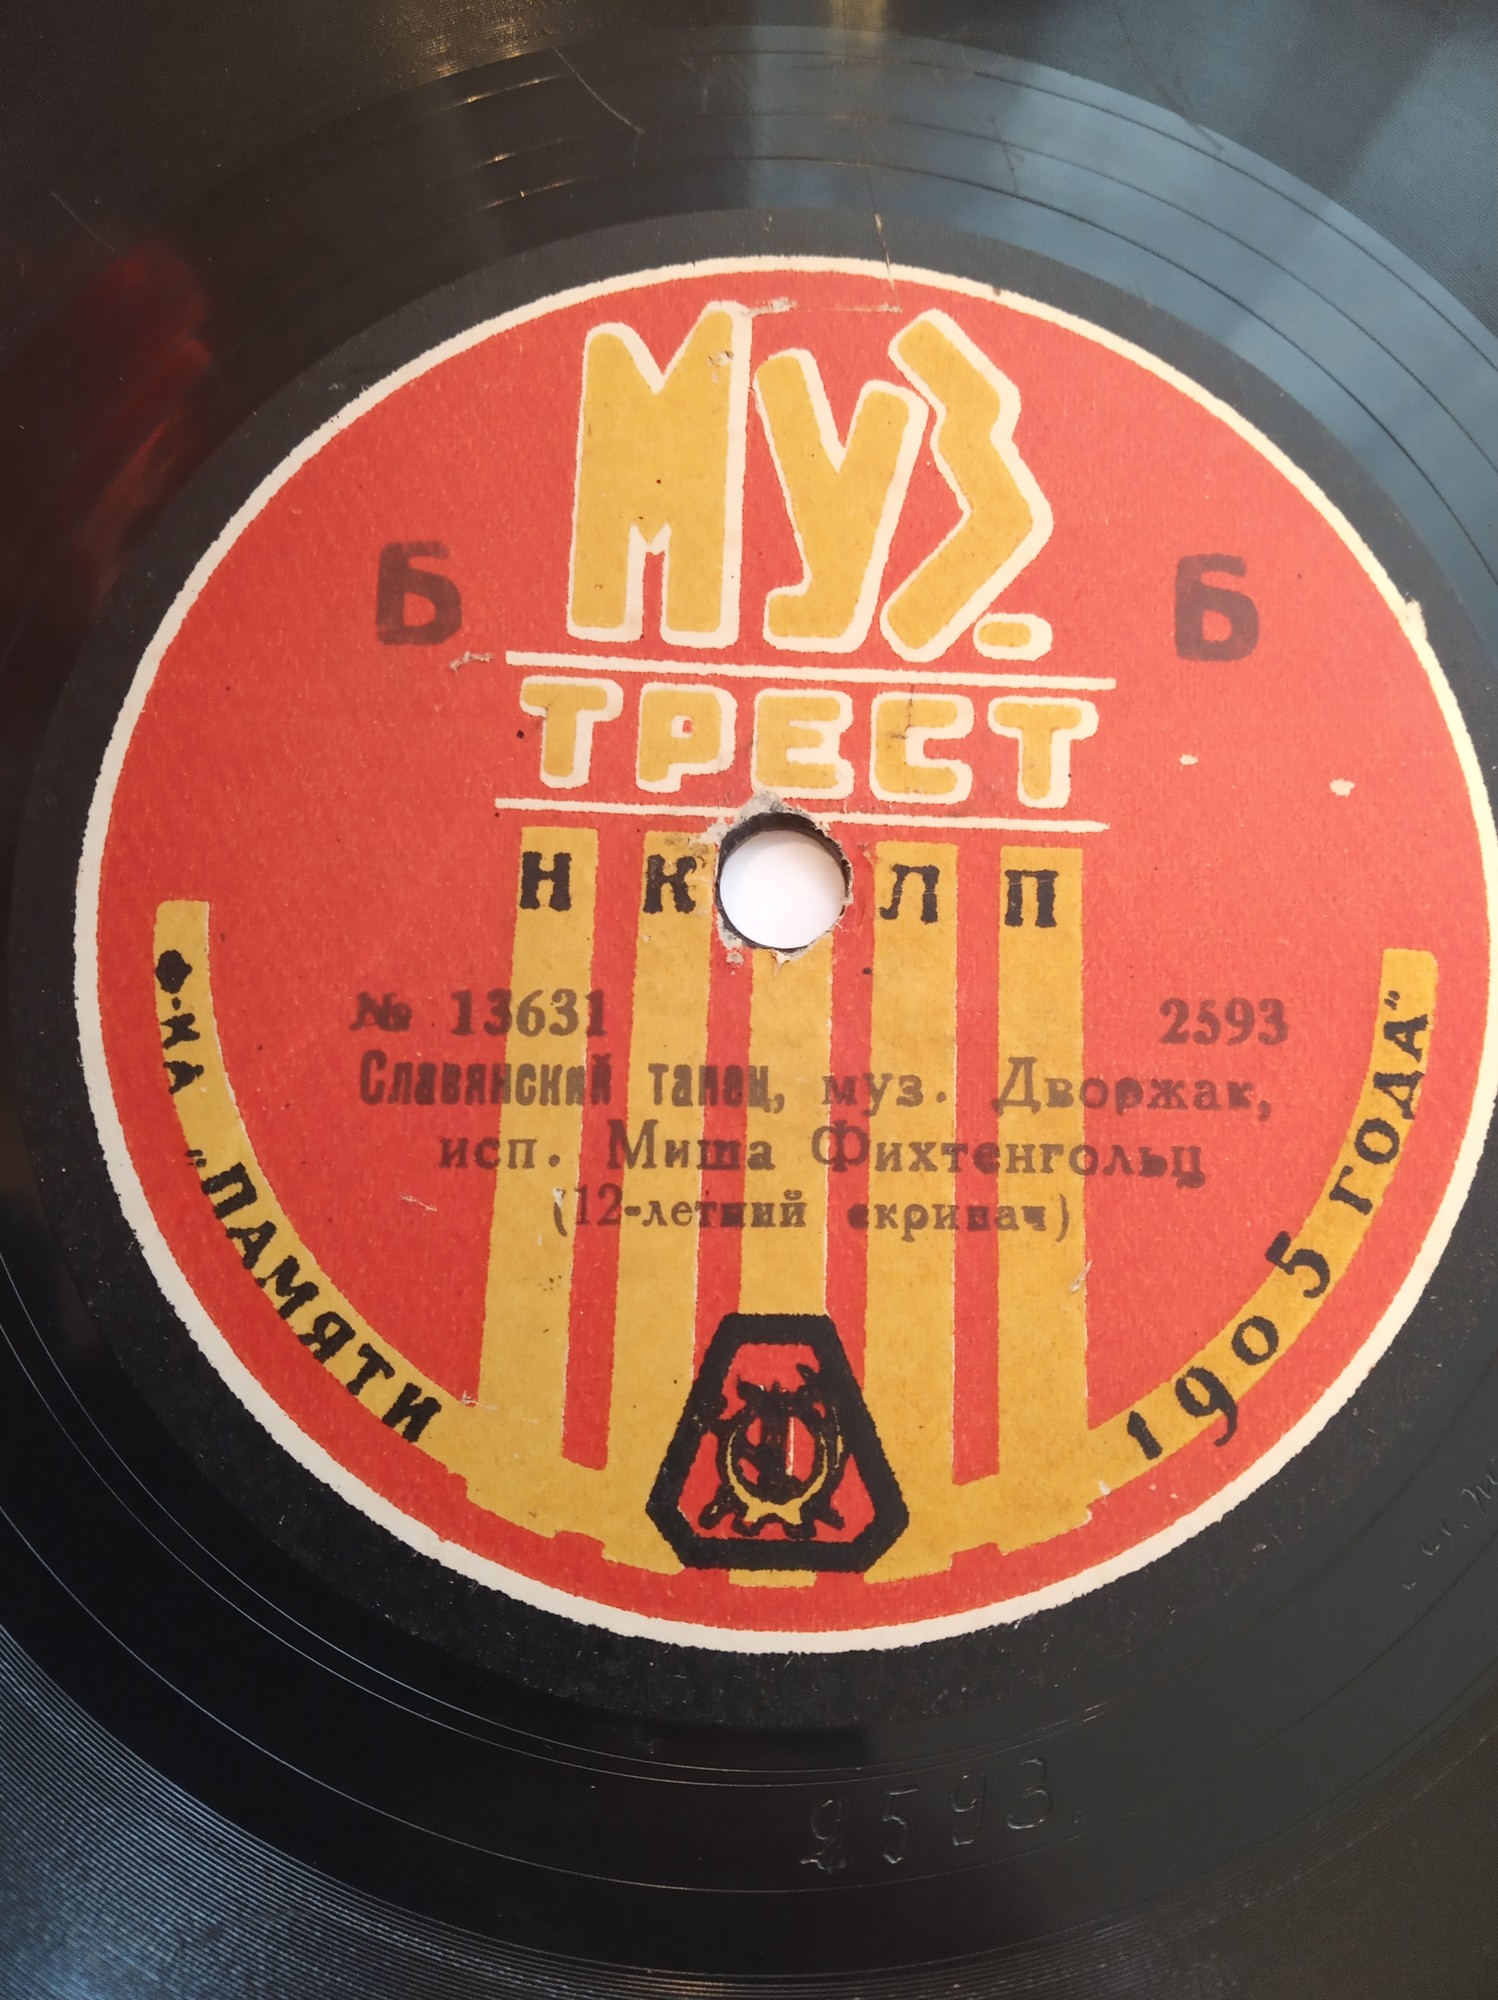 МУЗ.
Б Б
ТРЕСТ
Н К Л П
№ 13631 2593
Славянский танец, муз. Дворжак,
исп. Миша Фихтенгольц
(12-летний скрипач)
Ф-КА „ПАМЯТИ 1905 ГОДА"
2593.